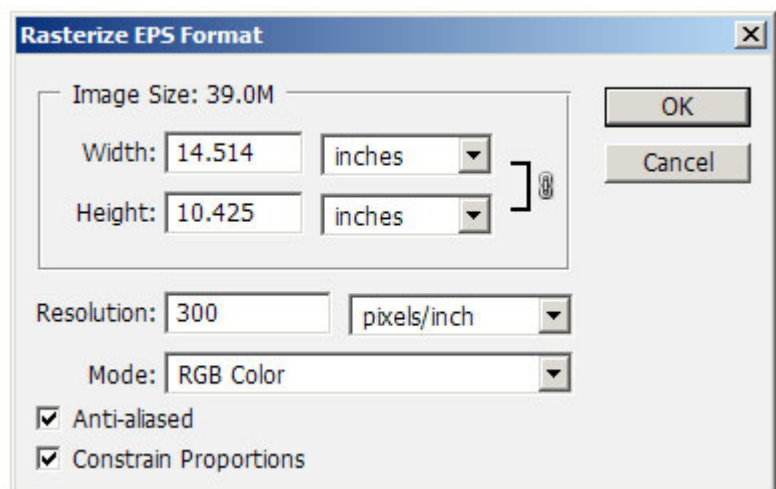 Rasterize EPS Format
Image Size: 39.0M
Width: 14.514 inches
Height: 10.425 inches
OK
Cancel
Resolution: 300 pixels/inch
Mode: RGB Color
Anti-aliased
Constrain Proportions